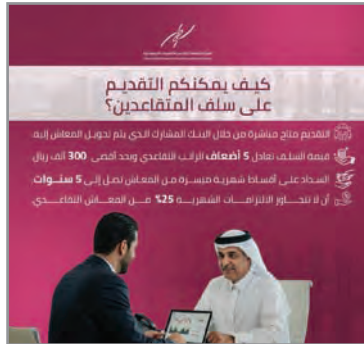 كيف يمكنكم التقديم
على سلف المتقاعدين؟
التقديم متاح مباشرة من خلال البنك المشارك الذي يتم تحويل المعاش إليه.
قيمة السلف تعادل 5 أضعاف الراتب التقاعدي وبحد أقصى 300 ألف ريال.
السداد على أقساط شهرية ميسرة من المعاش تصل إلى 5 سنوات.
أن لا تتجاوز الالتزامات الشهرية 25% من المعاش التقاعدي.